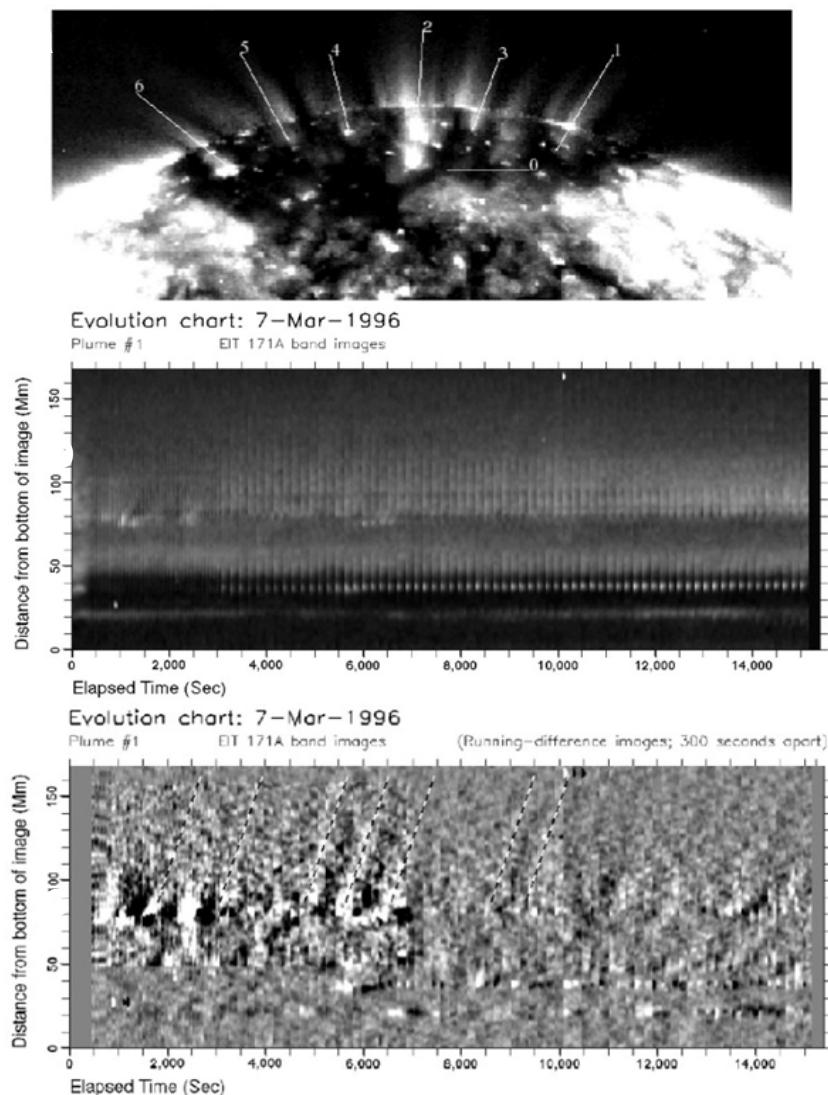 2
5 4 3 1
6
0
Evolution chart: 7-Mar-1996
Plume #1 EIT 171A band images
Distance from bottom of image (Mm)
150
100
50
0
0 2,000 4,000 6,000 8,000 10,000 12,000 14,000
Elapsed Time (Sec)
Evolution chart: 7-Mar-1996
Plume #1 EIT 171A band images (Running-difference images; 300 seconds apart)
Distance from bottom of image (Mm)
150
100
50
0
0 2,000 4,000 6,000 8,000 10,000 12,000 14,000
Elapsed Time (Sec)